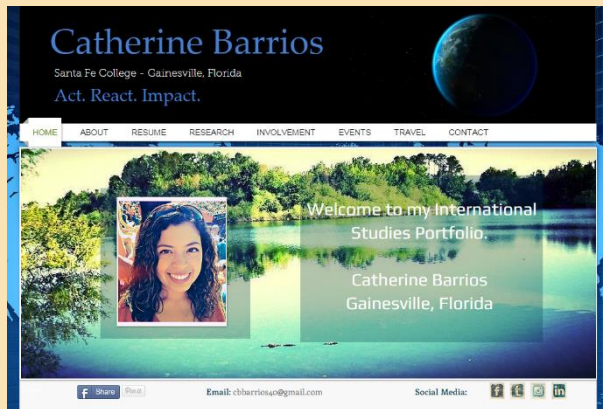 Catherine Barrios
Santa Fe College - Gainesville, Florida
Act. React. Impact.
HOME ABOUT RESUME RESEARCH INVOLVEMENT EVENTS TRAVEL CONTACT
Welcome to my International
Studies Portfolio.
Catherine Barrios
Gainesville, Florida
Share
Email: cbbarrios40@gmail.com
Social Media: